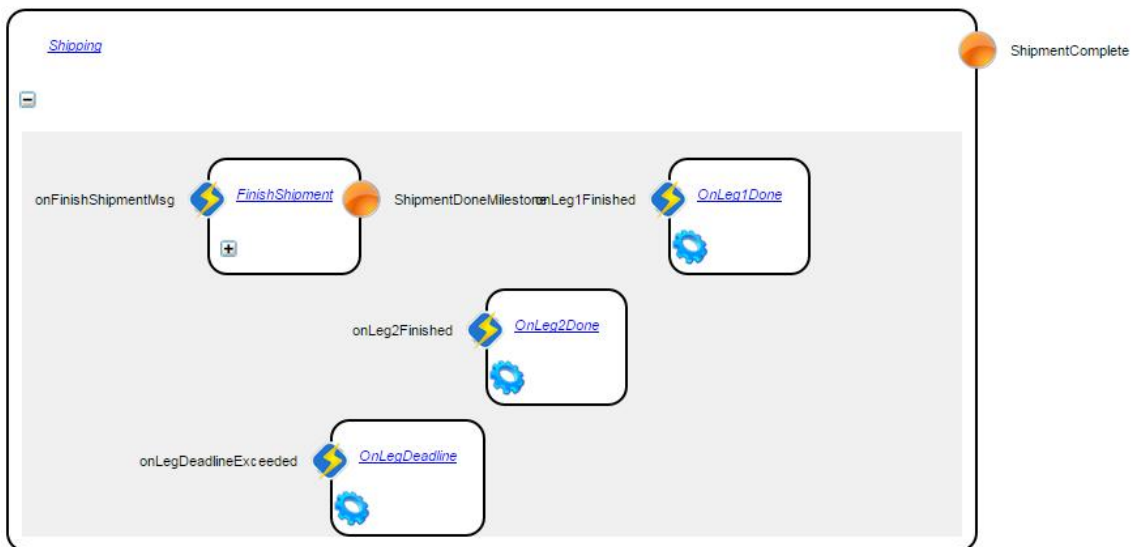 Shipping
ShipmentComplete
onFinishShipmentMsg
FinishShipment
ShipmentDoneMilestone
onLeg1Finished
OnLeg1Done
onLeg2Finished
OnLeg2Done
onLegDeadlineExceeded
OnLegDeadline